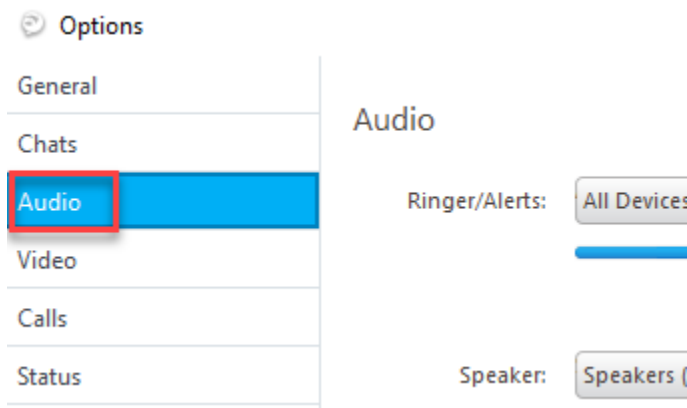 Options
General
Chats
Audio
Video
Calls
Status
Audio
Ringer/Alerts: All Devices
Speaker: Speakers (